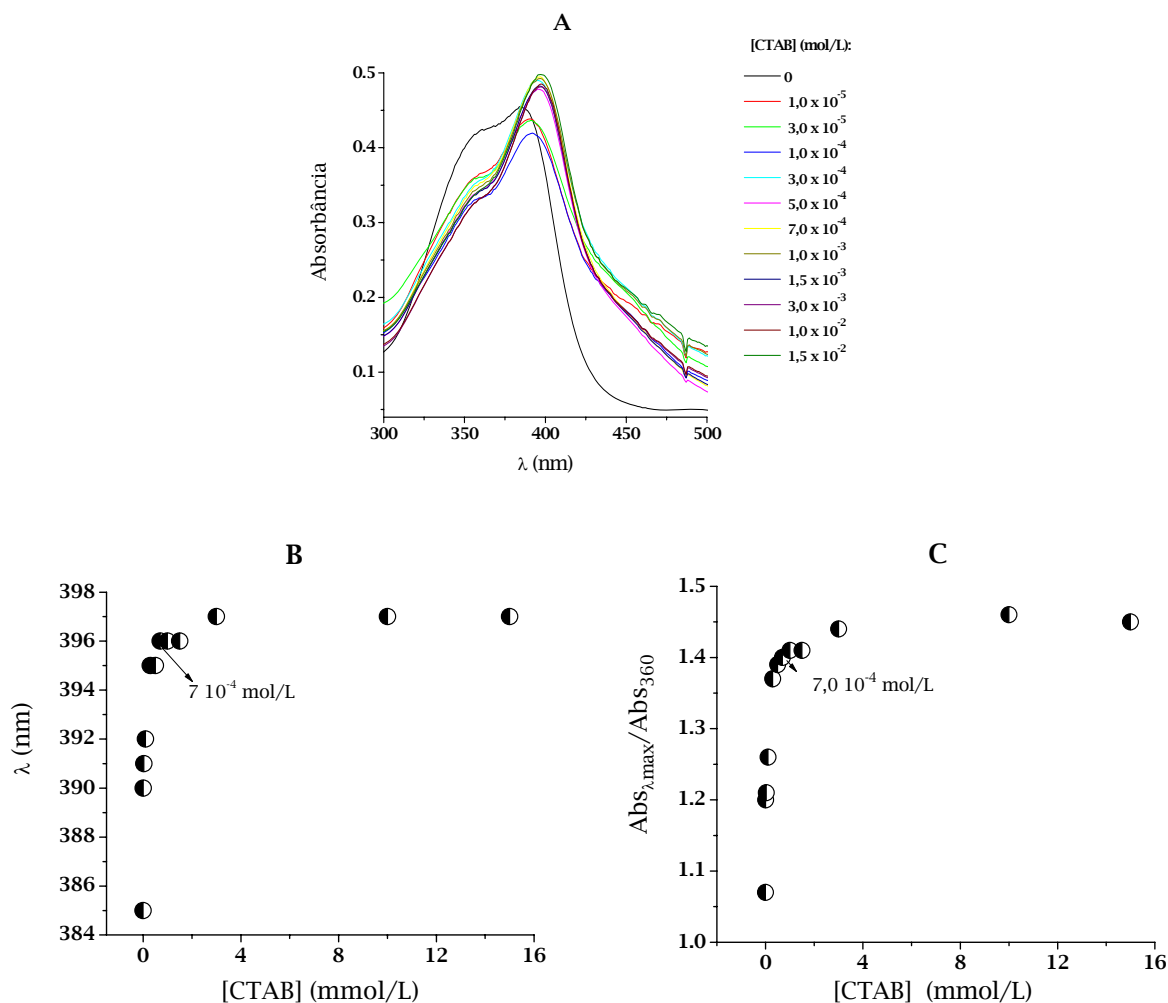 A
[CTAB] (mol/L):
0
1,0 x 10⁻⁵
3,0 x 10⁻⁵
1,0 x 10⁻⁴
3,0 x 10⁻⁴
5,0 x 10⁻⁴
7,0 x 10⁻⁴
1,0 x 10⁻³
1,5 x 10⁻³
3,0 x 10⁻³
1,0 x 10⁻²
1,5 x 10⁻²
0.5
0.4
0.3
0.2
0.1
Absorbância
300 350 400 450 500
λ (nm)
B
398
396
394
392
390
388
386
384
λ (nm)
7 10⁻⁴ mol/L
0 4 8 12 16
[CTAB] (mmol/L)
C
1.5
1.4
1.3
1.2
1.1
1.0
Abs_λmax/Abs₃₆₀
7,0 10⁻⁴ mol/L
0 4 8 12 16
[CTAB] (mmol/L)